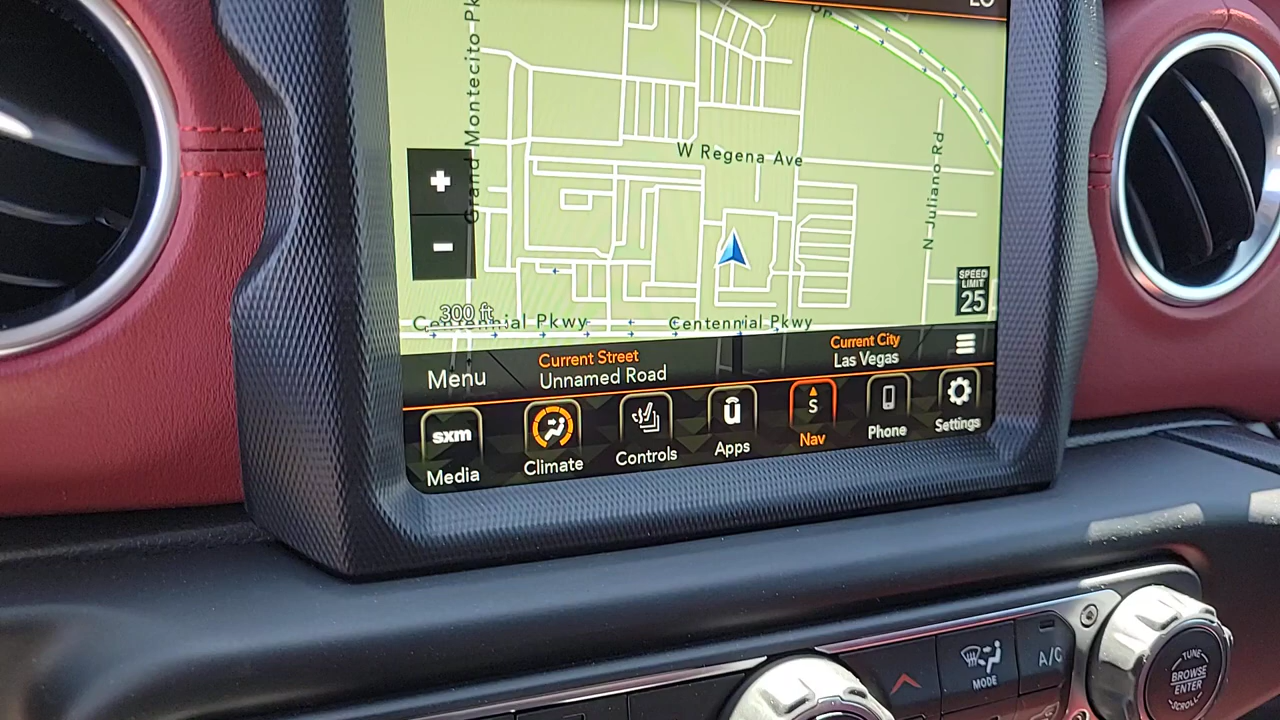 Grand Montecito
W Regena Ave
N Juliano Rd
+
-
SPEED
LIMIT
25
300 ft
Centennial Pkwy
Centennial Pkwy
Menu
Current Street
Unnamed Road
Current City
Las Vegas
sxm
Media
Climate
Controls
ū
Apps
S
Nav
Phone
Settings
MODE
A/C
TUNE
BROWSE
ENTER
SCROLL